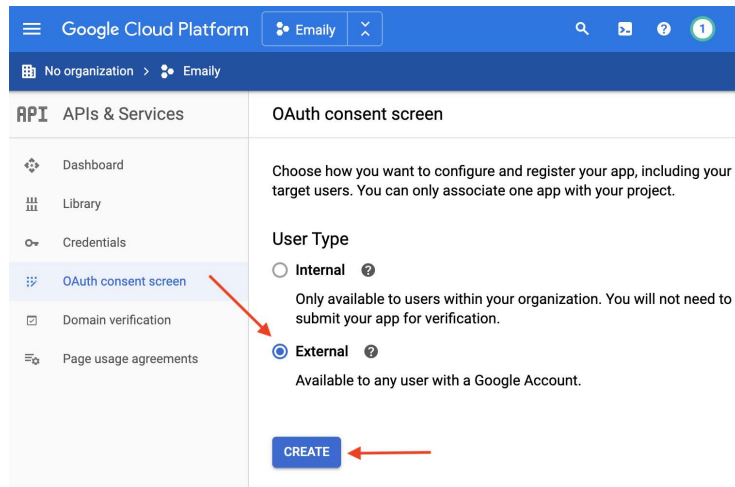 Google Cloud Platform
Emaily
1
No organization > Emaily
API APIs & Services
OAuth consent screen
Dashboard
Library
Credentials
OAuth consent screen
Domain verification
Page usage agreements
Choose how you want to configure and register your app, including your
target users. You can only associate one app with your project.
User Type
Internal
Only available to users within your organization. You will not need to
submit your app for verification.
External
Available to any user with a Google Account.
CREATE